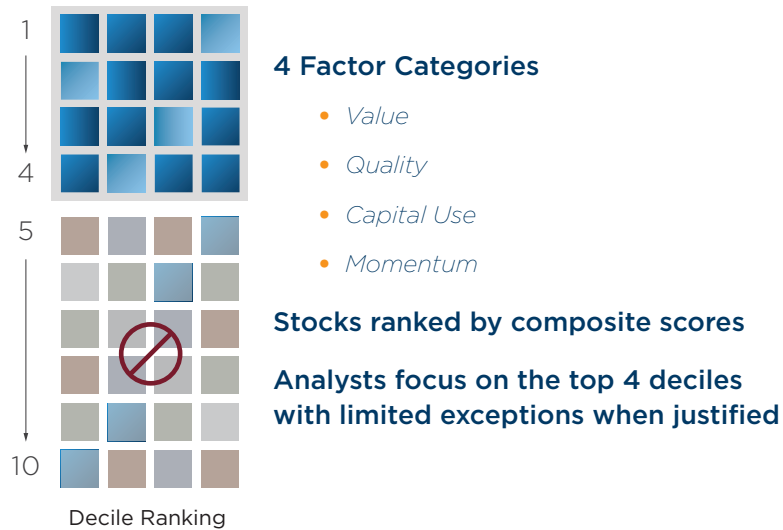 1
4
5
10
Decile Ranking
4 Factor Categories
• Value
• Quality
• Capital Use
• Momentum
Stocks ranked by composite scores
Analysts focus on the top 4 deciles
with limited exceptions when justified